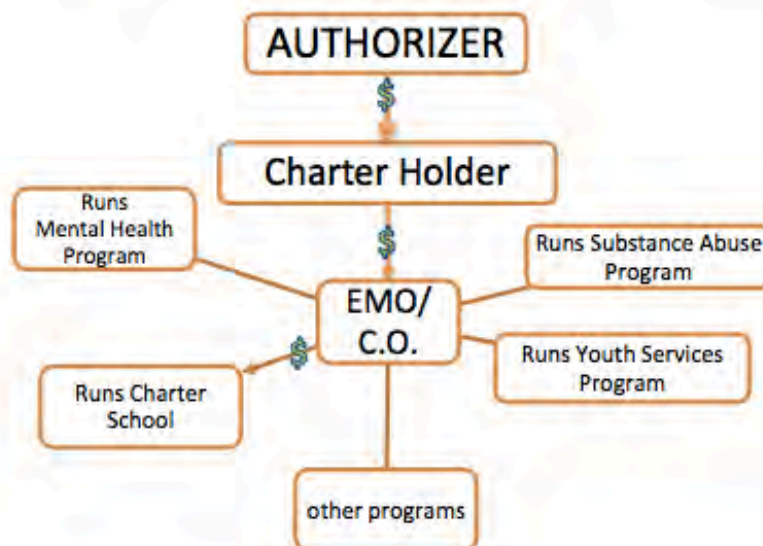 AUTHORIZER
$
Charter Holder
$
Runs
Mental Health
Program
Runs Substance Abuse
Program
EMO/
C.O.
$
Runs Youth Services
Program
Runs Charter
School
other programs